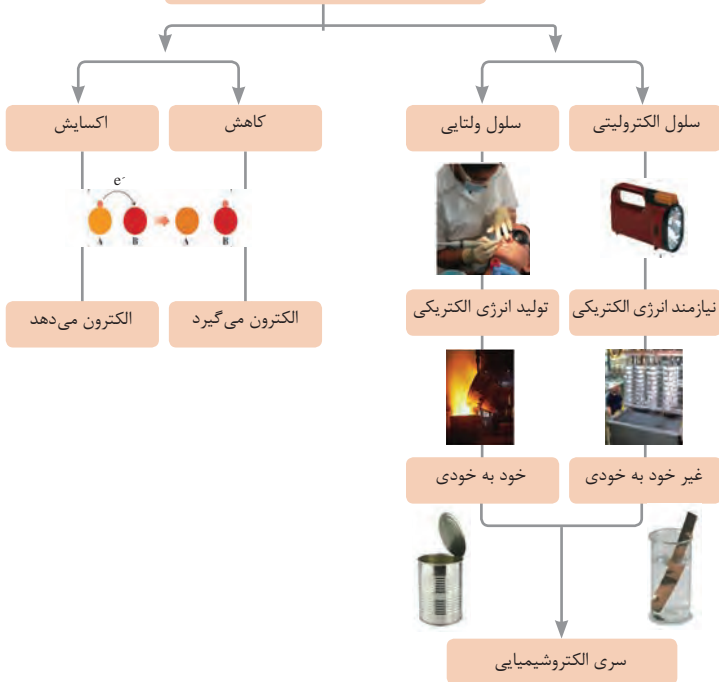 سلول الکترولیتی
سلول ولتایی
کاهش
اکسایش
e⁻
A B A B
نیازمند انرژی الکتریکی
تولید انرژی الکتریکی
الکترون می‌گیرد
الکترون می‌دهد
غیر خود به خودی
خود به خودی
سری الکتروشیمیایی